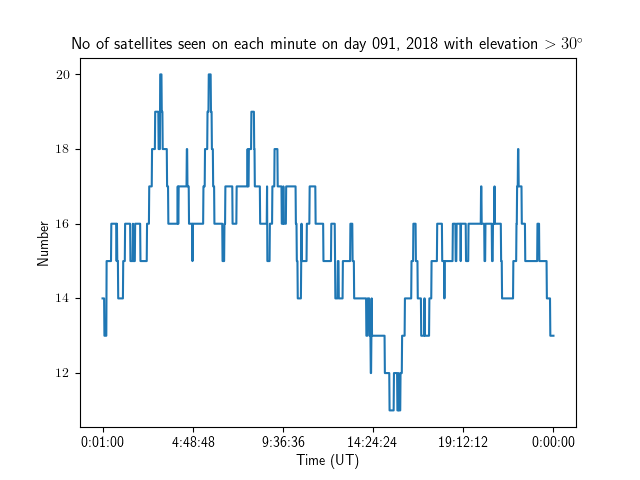 No of satellites seen on each minute on day 091, 2018 with elevation > 30°
20
18
16
14
12
Number
0:01:00 4:48:48 9:36:36 14:24:24 19:12:12 0:00:00
Time (UT)